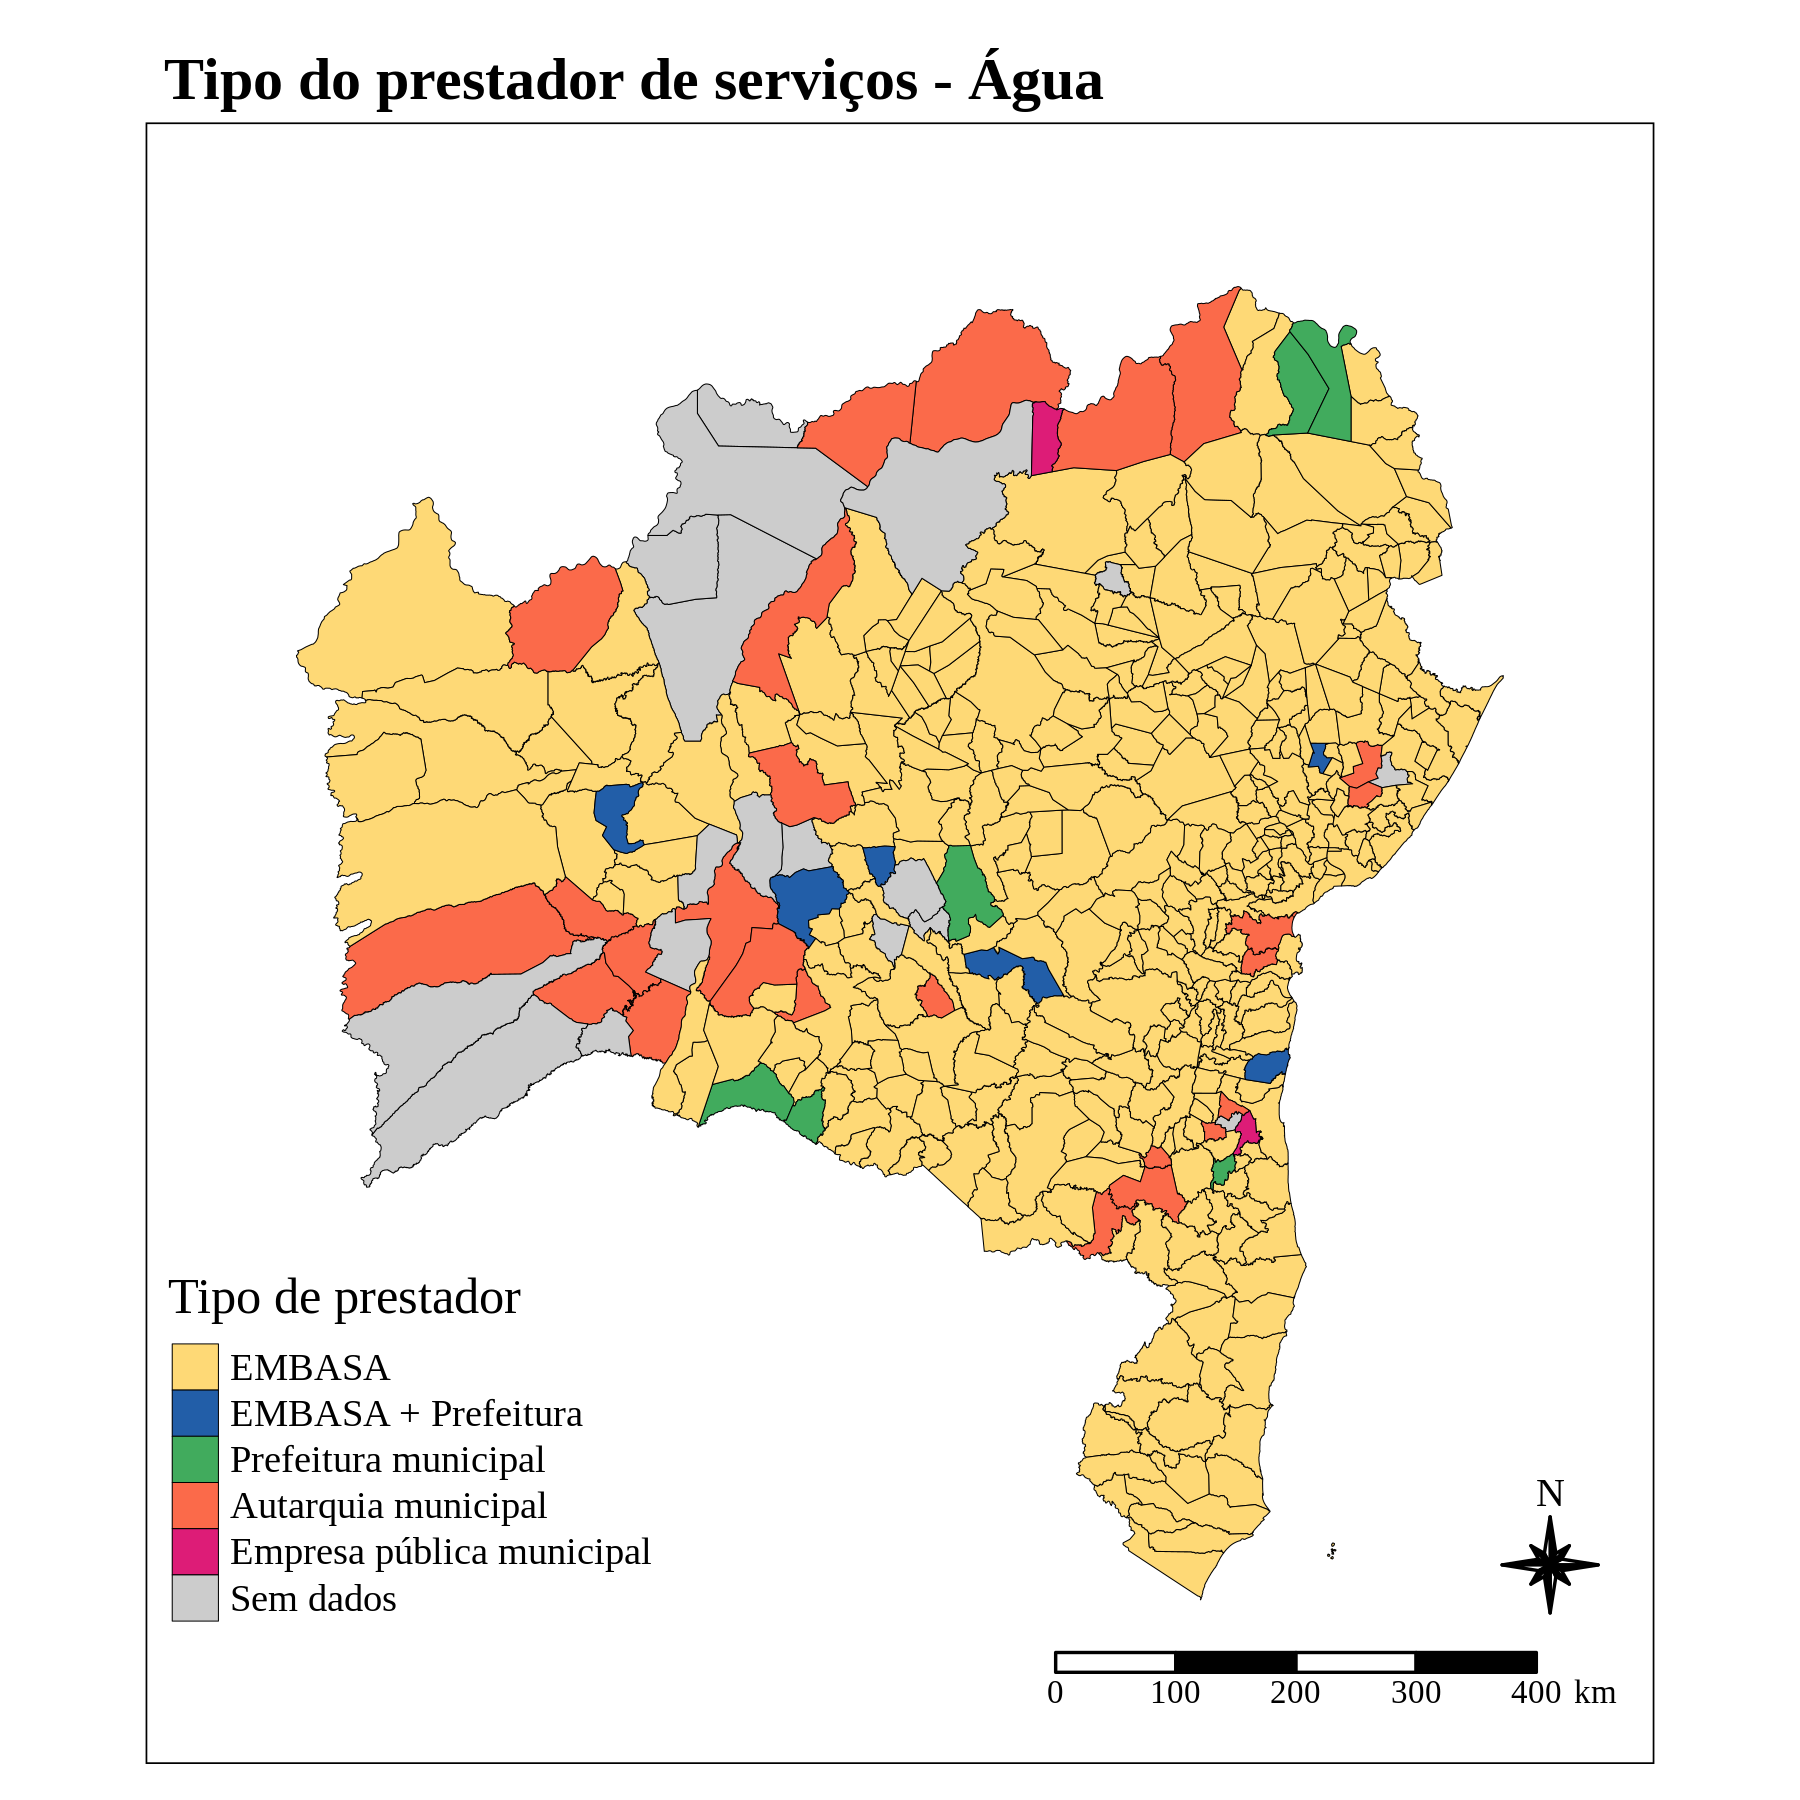 Tipo do prestador de serviços - Água
Tipo de prestador
EMBASA
EMBASA + Prefeitura
Prefeitura municipal
Autarquia municipal
Empresa pública municipal
Sem dados
N
0 100 200 300 400 km